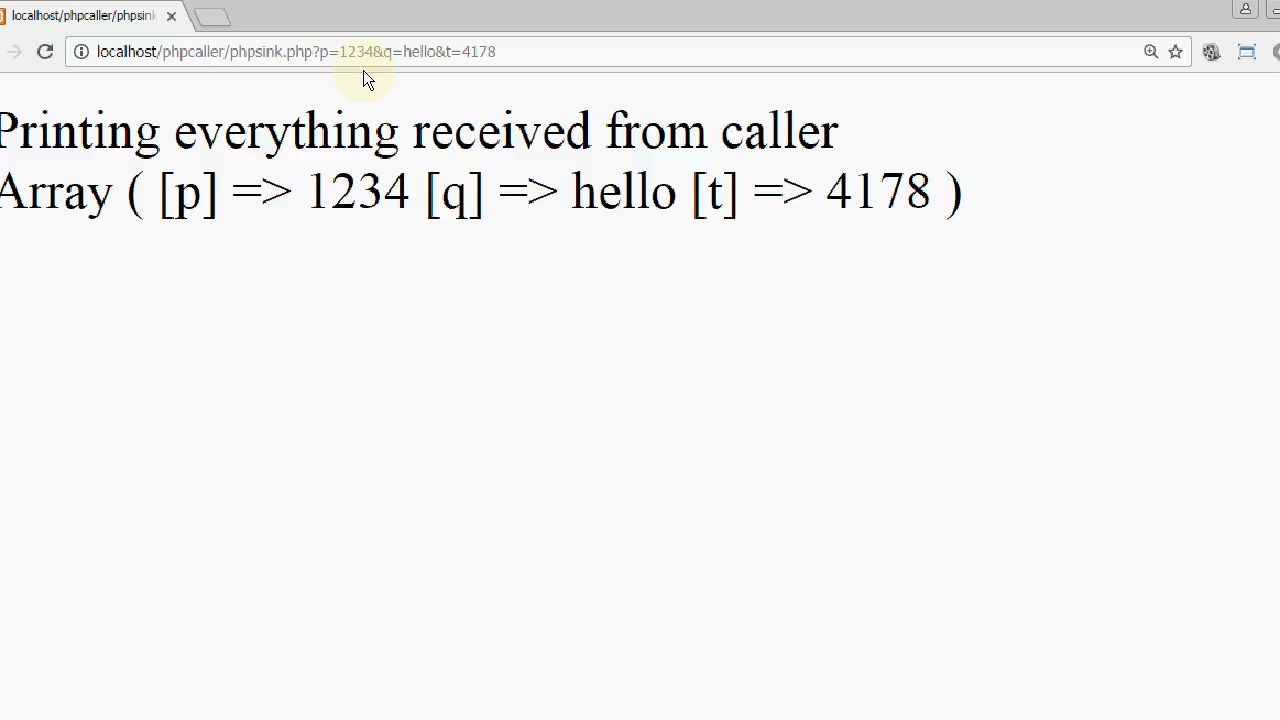 localhost/phpcaller/phpsink
localhost/phpcaller/phpsink.php?p=1234&q=hello&t=4178
Printing everything received from caller
Array ( [p] => 1234 [q] => hello [t] => 4178 )